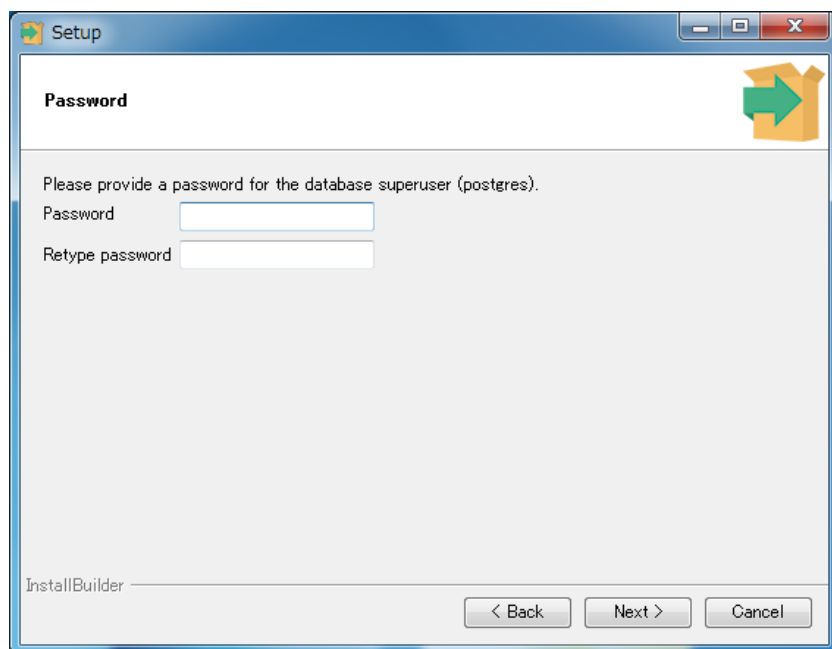 Setup
Password
Please provide a password for the database superuser (postgres).
Password
Retype password
InstallBuilder
< Back
Next >
Cancel